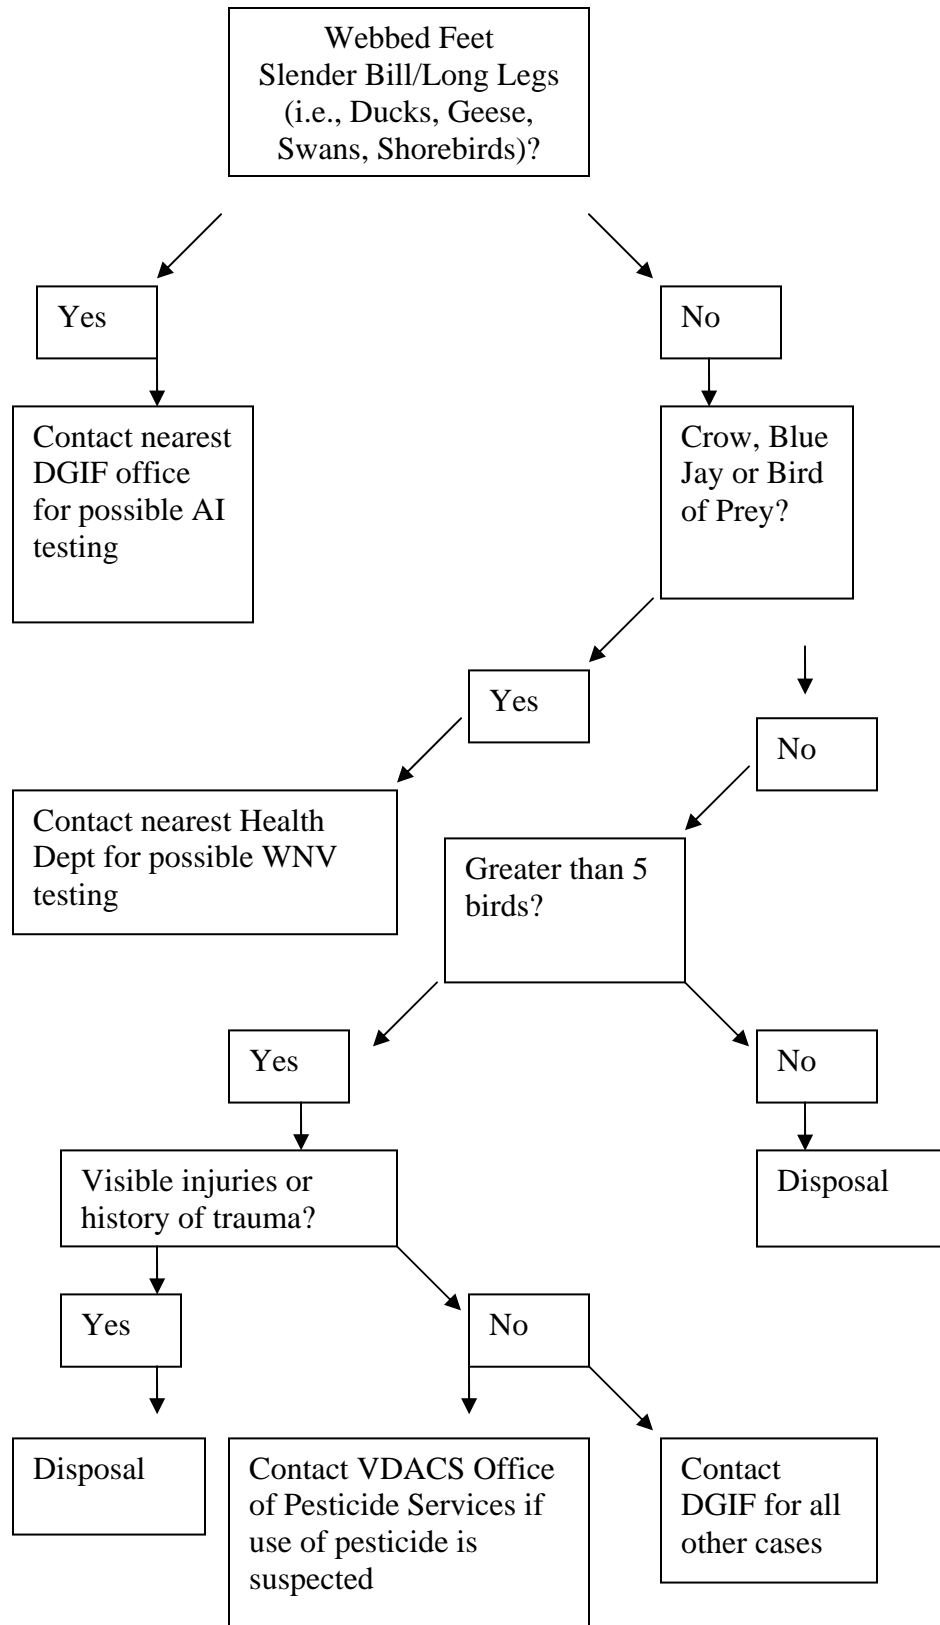 Webbed Feet
Slender Bill/Long Legs
(i.e., Ducks, Geese,
Swans, Shorebirds)?
Yes
No
Contact nearest
DGIF office
for possible AI
testing
Crow, Blue
Jay or Bird
of Prey?
Yes
No
Contact nearest Health
Dept for possible WNV
testing
Greater than 5
birds?
Yes
No
Visible injuries or
history of trauma?
Disposal
Yes
No
Disposal
Contact VDACS Office
of Pesticide Services if
use of pesticide is
suspected
Contact
DGIF for all
other cases